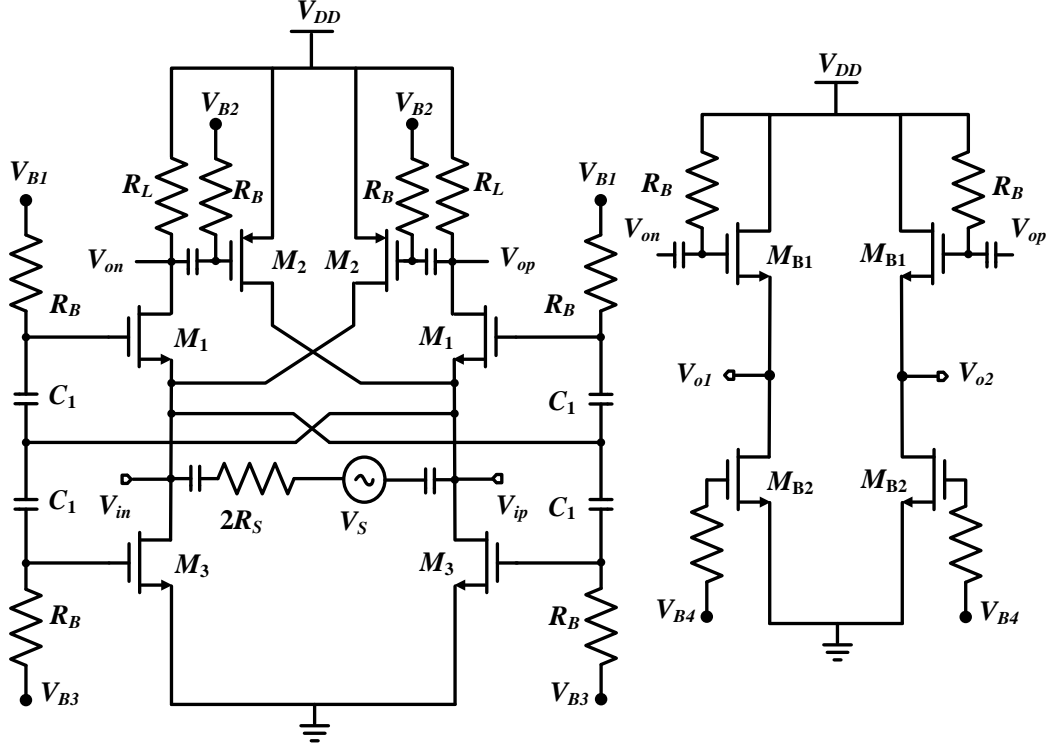 V_DD
V_B2 V_B2
V_DD
V_B1 R_L R_B R_B R_L V_B1
R_B R_B
V_on M_2 M_2 V_op V_on M_B1 M_B1 V_op
R_B M_1 M_1 R_B
C_1 C_1 V_o1 V_o2
V_in 2R_S V_S V_ip
C_1 C_1 M_B2 M_B2
M_3 M_3
R_B R_B V_B4 V_B4
V_B3 V_B3